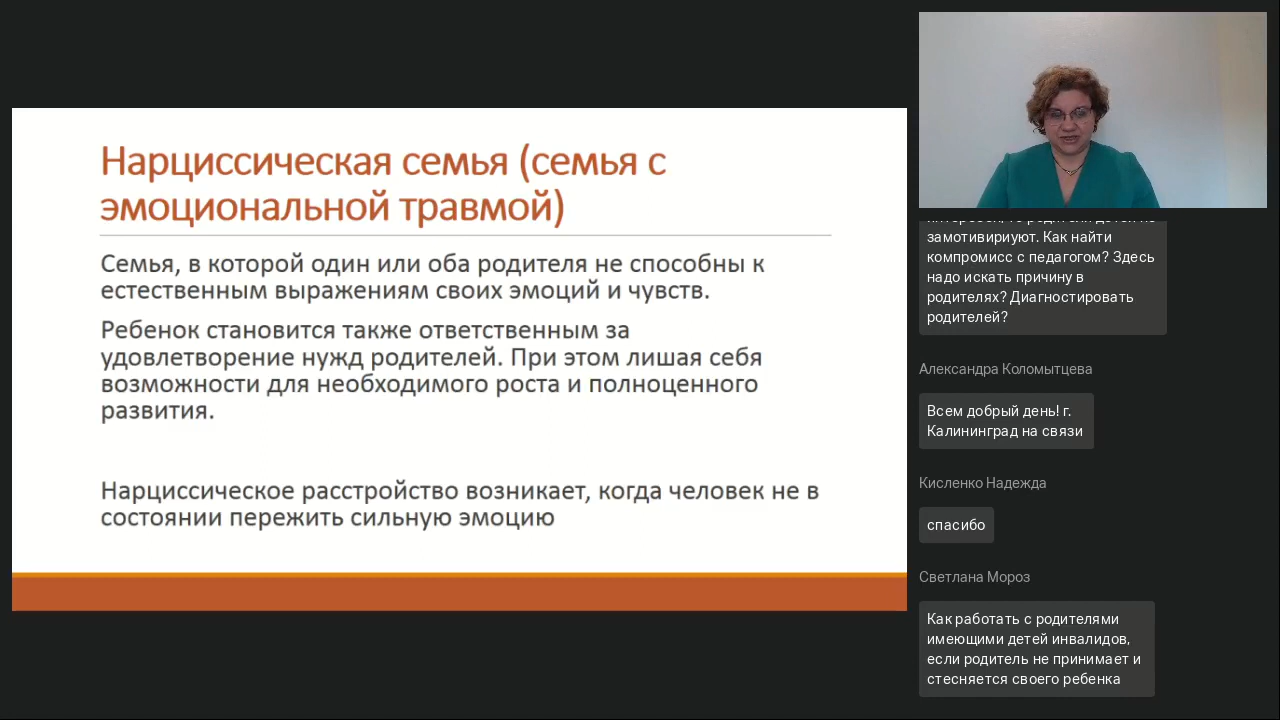 Нарциссическая семья (семья с
эмоциональной травмой)
Семья, в которой один или оба родителя не способны к
естественным выражениям своих эмоций и чувств.
Ребенок становится также ответственным за
удовлетворение нужд родителей. При этом лишая себя
возможности для необходимого роста и полноценного
развития.
Нарциссическое расстройство возникает, когда человек не в
состоянии пережить сильную эмоцию
замотивириуют. Как найти
компромисс с педагогом? Здесь
надо искать причину в
родителях? Диагностировать
родителей?
Александра Коломытцева
Всем добрый день! г.
Калининград на связи
Кисленко Надежда
спасибо
Светлана Мороз
Как работать с родителями
имеющими детей инвалидов,
если родитель не принимает и
стесняется своего ребенка